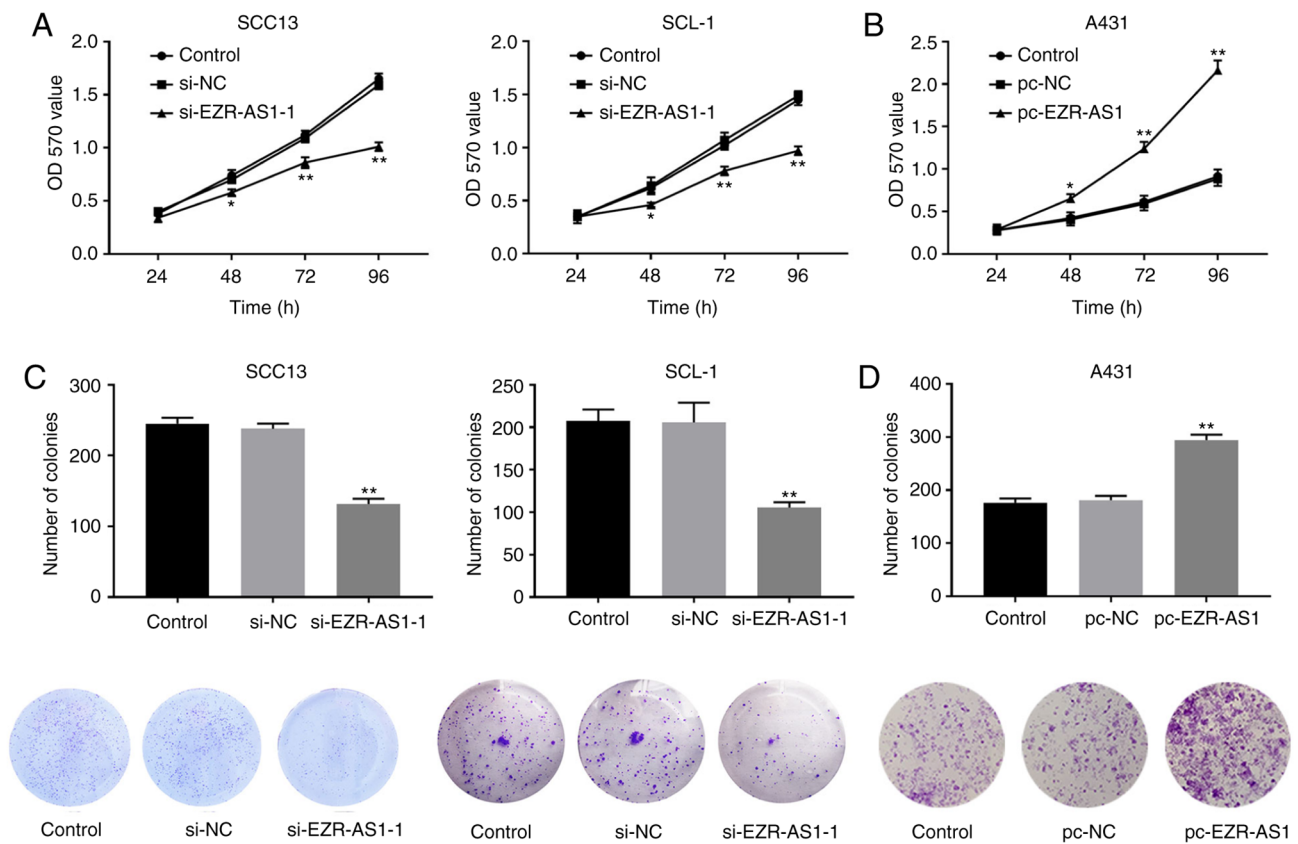 A
SCC13
OD 570 value
2.0
1.5
1.0
0.5
0.0
Control
si-NC
si-EZR-AS1-1
*
**
**
24 48 72 96
Time (h)
SCL-1
OD 570 value
2.0
1.5
1.0
0.5
0.0
Control
si-NC
si-EZR-AS1-1
*
**
**
24 48 72 96
Time (h)
B
A431
OD 570 value
2.5
2.0
1.5
1.0
0.5
0.0
Control
pc-NC
pc-EZR-AS1
*
**
**
24 48 72 96
Time (h)
C
SCC13
Number of colonies
300
200
100
0
**
Control si-NC si-EZR-AS1-1
SCL-1
Number of colonies
250
200
150
100
50
0
**
Control si-NC si-EZR-AS1-1
D
A431
Number of colonies
400
300
200
100
0
**
Control pc-NC pc-EZR-AS1
Control si-NC si-EZR-AS1-1
Control si-NC si-EZR-AS1-1
Control pc-NC pc-EZR-AS1